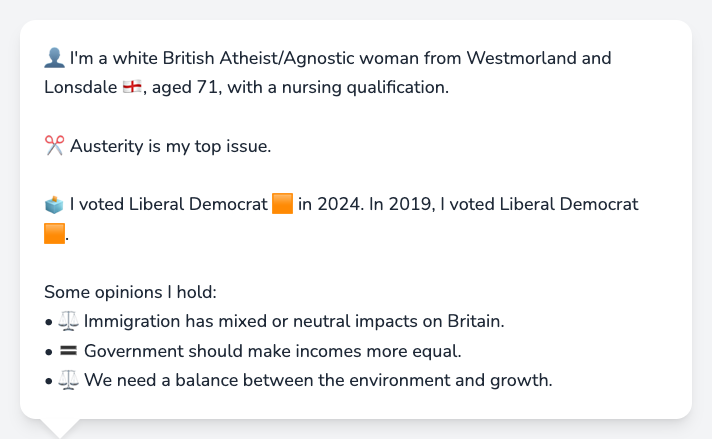 👤 I'm a white British Atheist/Agnostic woman from Westmorland and
Lonsdale 🏴󠁧󠁢󠁥󠁮󠁧󠁿, aged 71, with a nursing qualification.
✂️ Austerity is my top issue.
🗳️ I voted Liberal Democrat 🟧 in 2024. In 2019, I voted Liberal Democrat
🟧.
Some opinions I hold:
• ⚖️ Immigration has mixed or neutral impacts on Britain.
• 🟰 Government should make incomes more equal.
• ⚖️ We need a balance between the environment and growth.